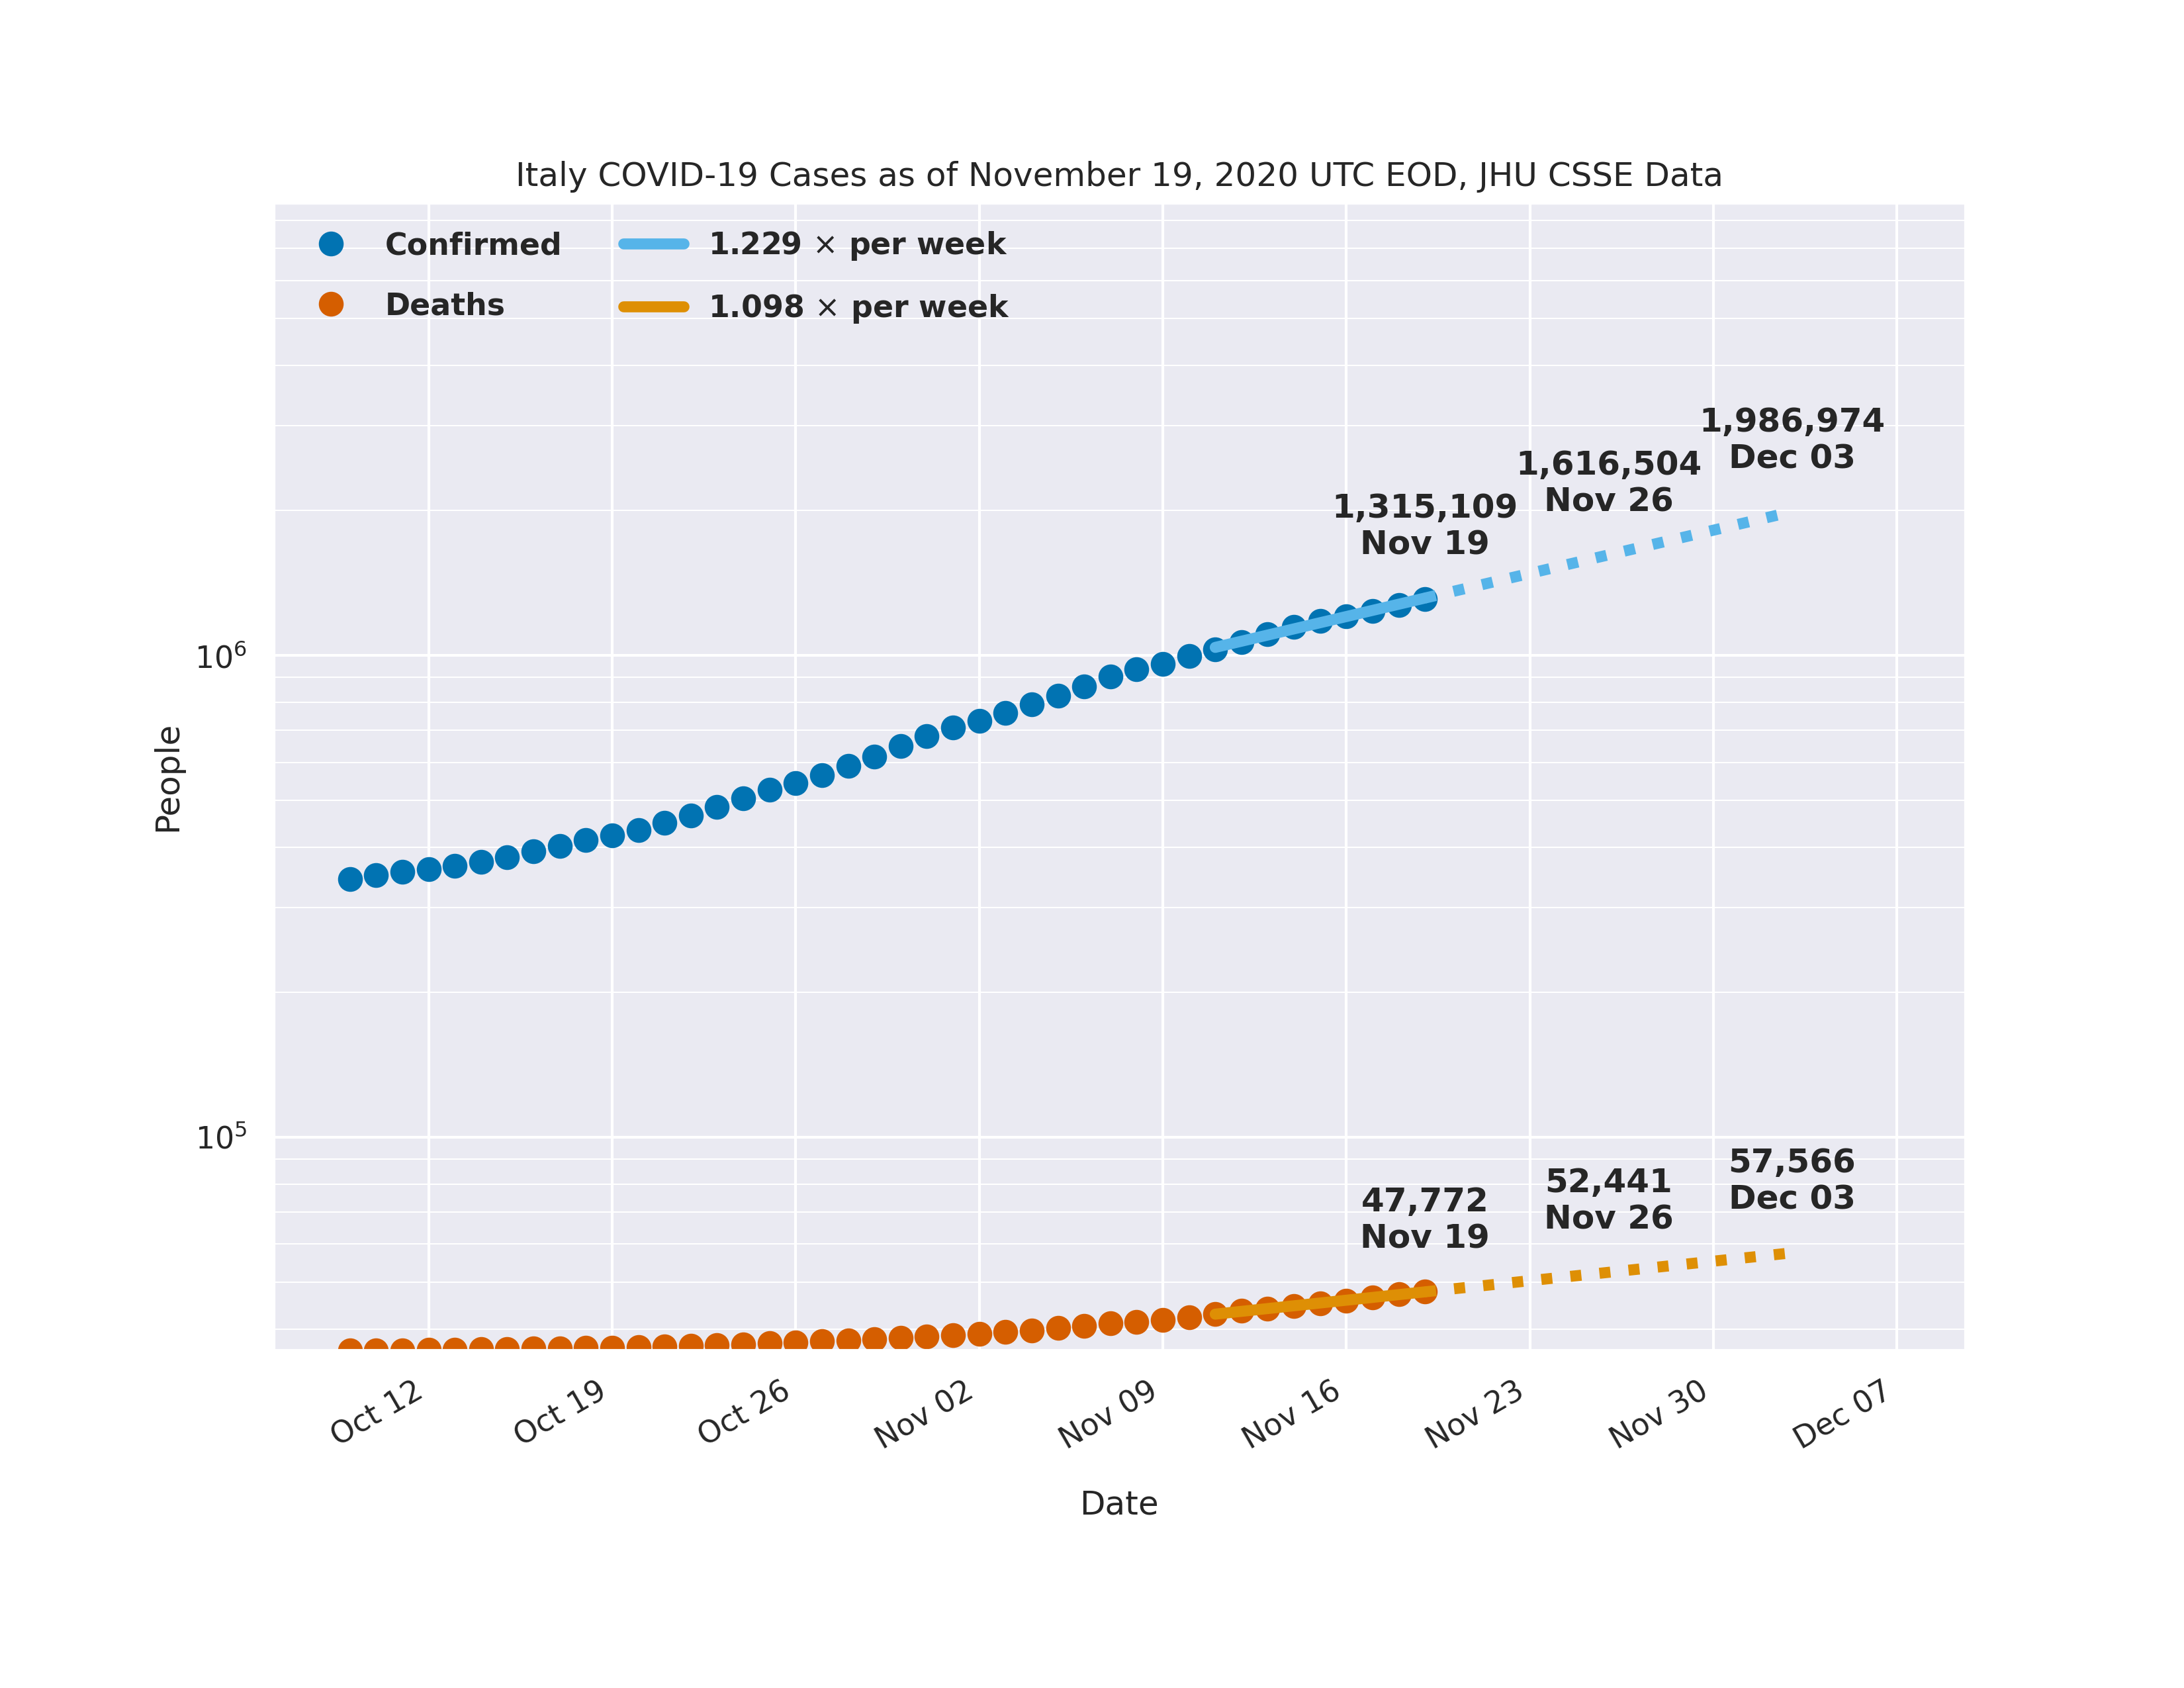 Italy COVID-19 Cases as of November 19, 2020 UTC EOD, JHU CSSE Data
Confirmed
Deaths
1.229 × per week
1.098 × per week
1,986,974
Dec 03
1,616,504
Nov 26
1,315,109
Nov 19
10⁶
People
10⁵
57,566
Dec 03
52,441
Nov 26
47,772
Nov 19
Oct 12
Oct 19
Oct 26
Nov 02
Nov 09
Nov 16
Nov 23
Nov 30
Dec 07
Date